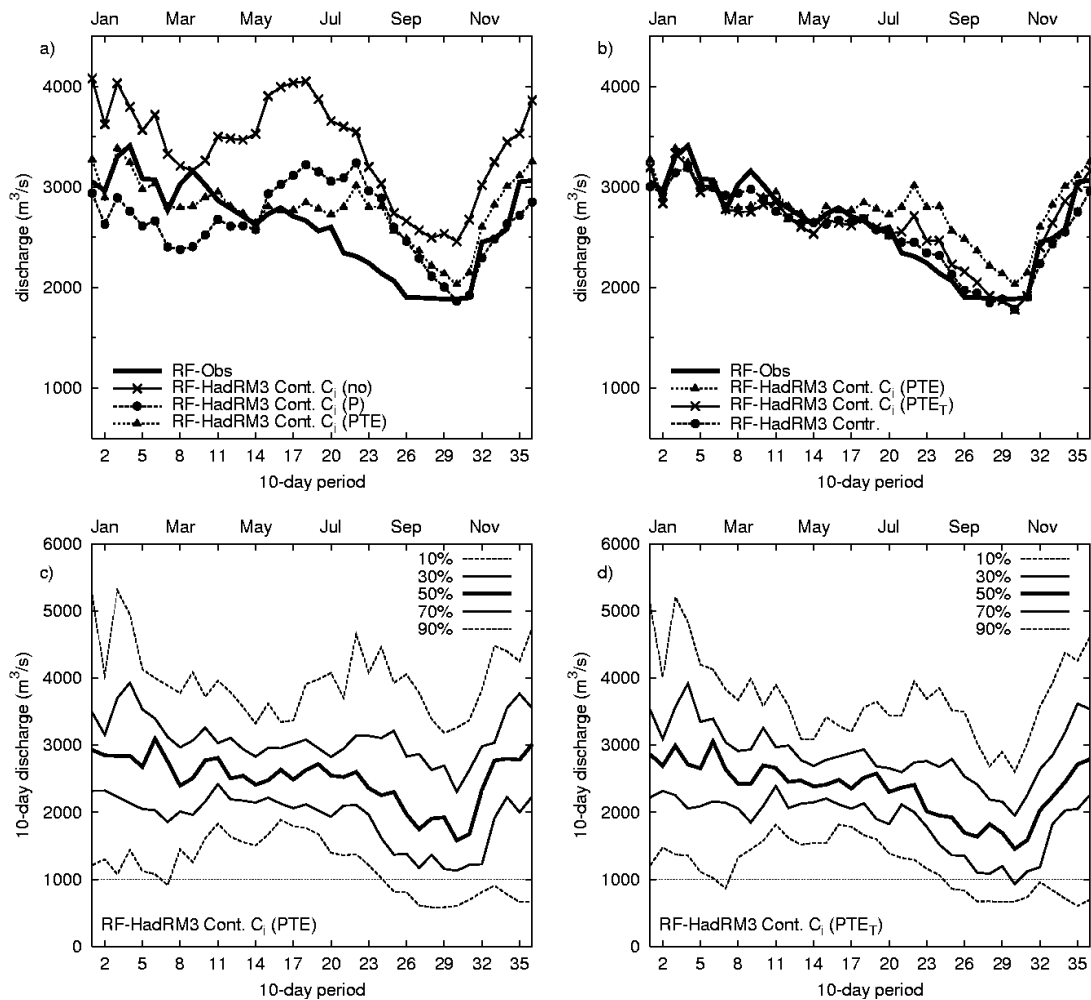 Jan Mar May Jul Sep Nov
a)
4000
3000
2000
1000
discharge (m³/s)
RF-Obs
RF-HadRM3 Cont. Cᵢ (no)
RF-HadRM3 Cont. Cᵢ (P)
RF-HadRM3 Cont. Cᵢ (PTE)
2 5 8 11 14 17 20 23 26 29 32 35
10-day period
Jan Mar May Jul Sep Nov
b)
4000
3000
2000
1000
discharge (m³/s)
RF-Obs
RF-HadRM3 Cont. Cᵢ (PTE)
RF-HadRM3 Cont. Cᵢ (PTE_T)
RF-HadRM3 Contr.
2 5 8 11 14 17 20 23 26 29 32 35
10-day period
Jan Mar May Jul Sep Nov
c)
6000
5000
4000
3000
2000
1000
0
10-day discharge (m³/s)
10%
30%
50%
70%
90%
RF-HadRM3 Cont. Cᵢ (PTE)
2 5 8 11 14 17 20 23 26 29 32 35
10-day period
Jan Mar May Jul Sep Nov
d)
6000
5000
4000
3000
2000
1000
0
10-day discharge (m³/s)
10%
30%
50%
70%
90%
RF-HadRM3 Cont. Cᵢ (PTE_T)
2 5 8 11 14 17 20 23 26 29 32 35
10-day period